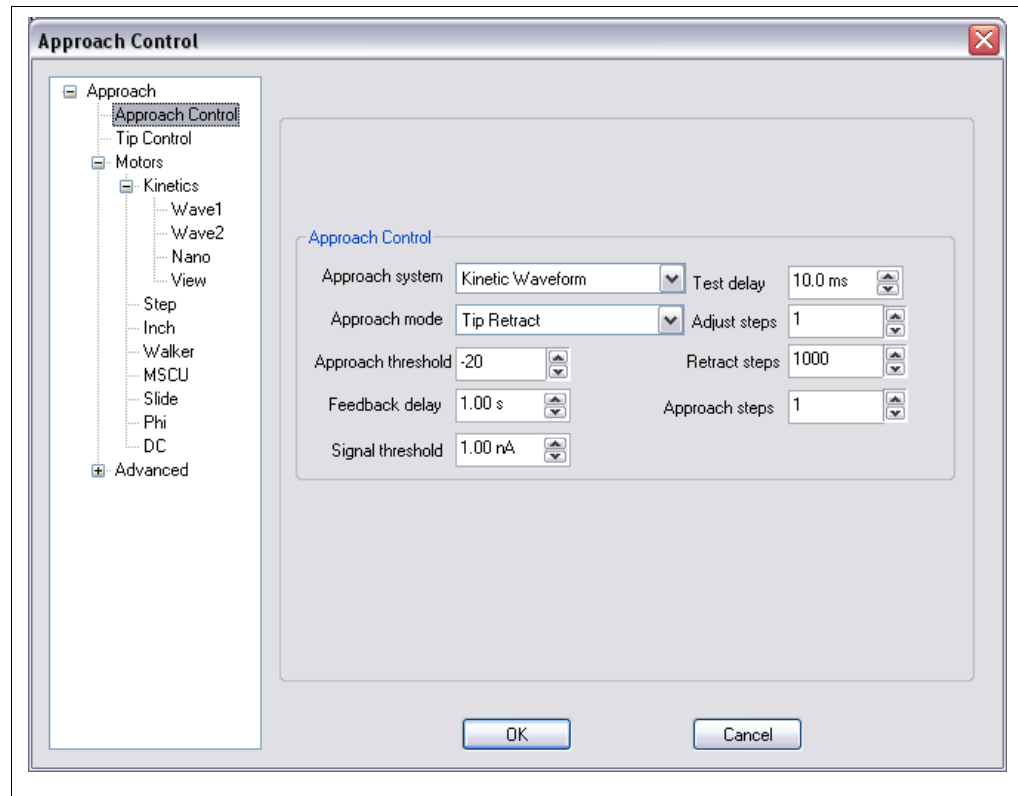 Approach Control
Approach
Approach Control
Tip Control
Motors
Kinetics
Wave1
Wave2
Nano
View
Step
Inch
Walker
MSCU
Slide
Phi
DC
Advanced
Approach Control
Approach system Kinetic Waveform Test delay 10.0 ms
Approach mode Tip Retract Adjust steps 1
Approach threshold -20 Retract steps 1000
Feedback delay 1.00 s Approach steps 1
Signal threshold 1.00 nA
OK Cancel